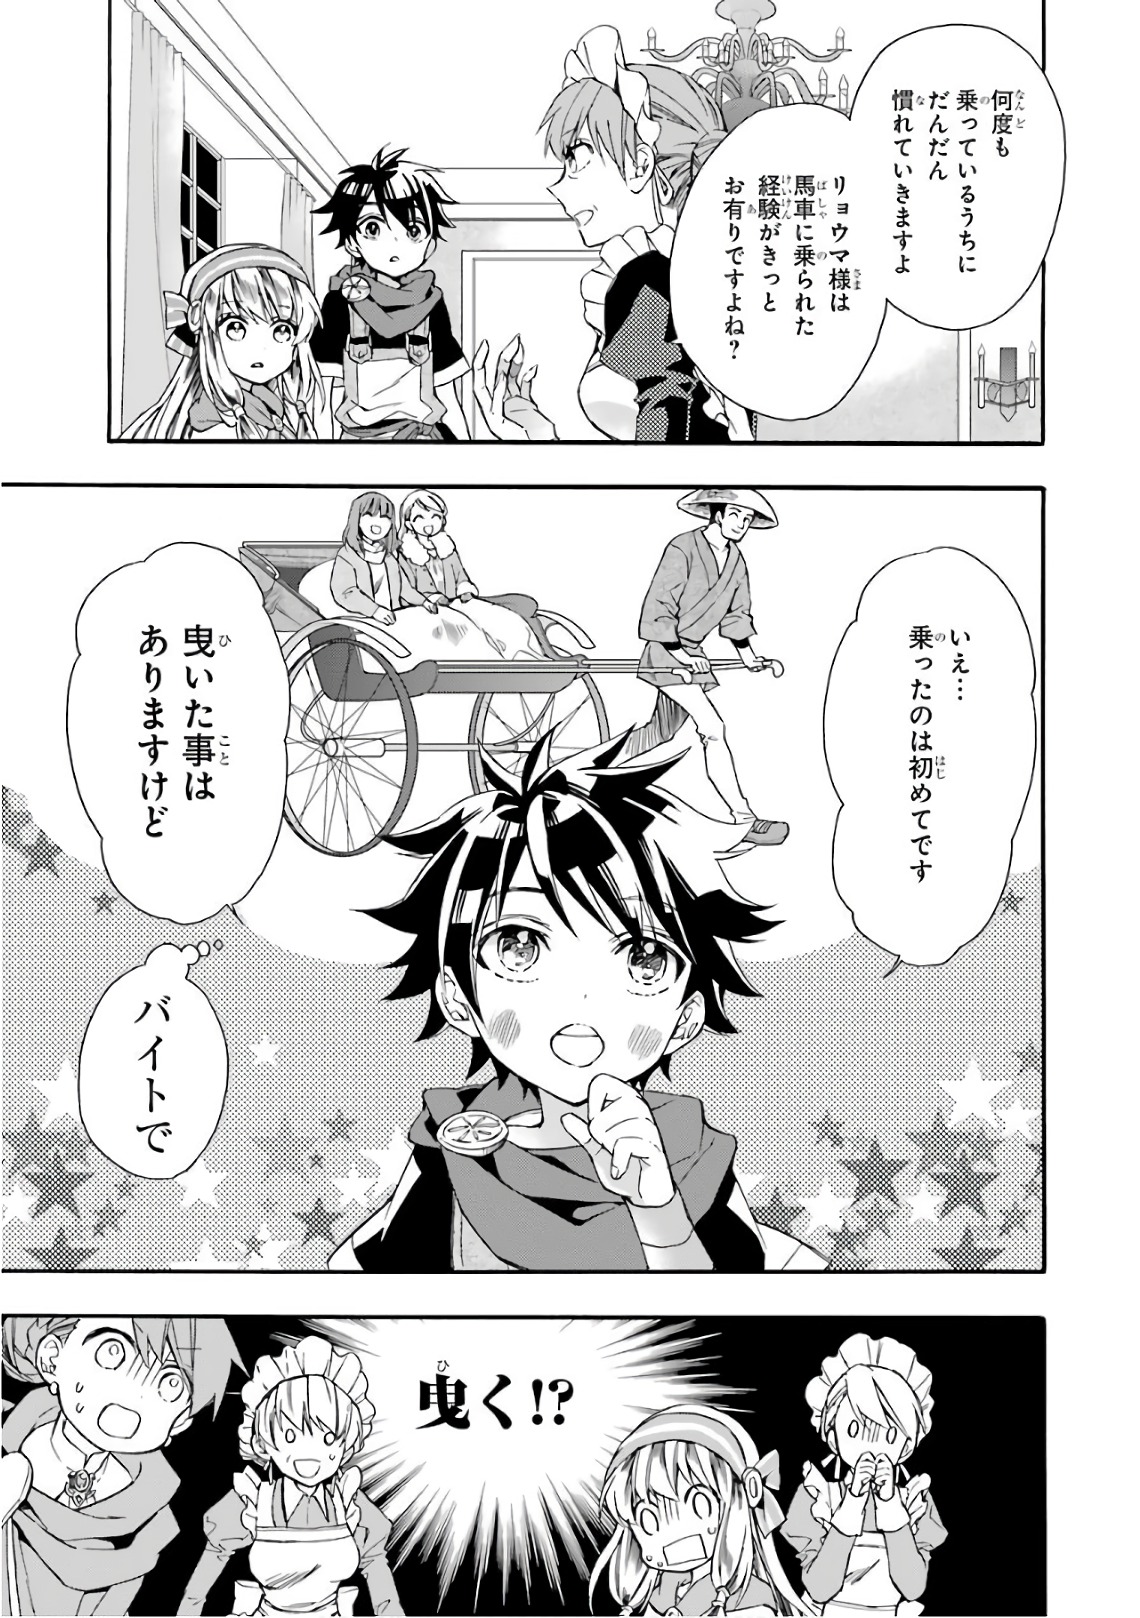 何度も
乗っているうちに
だんだん
慣れていきますよ
リョウマ様は
馬車に乗られた
経験がきっと
お有りですよね?
いえ…
乗ったのは初めてです
曳いた事は
ありますけど
バイトで
曳く!?